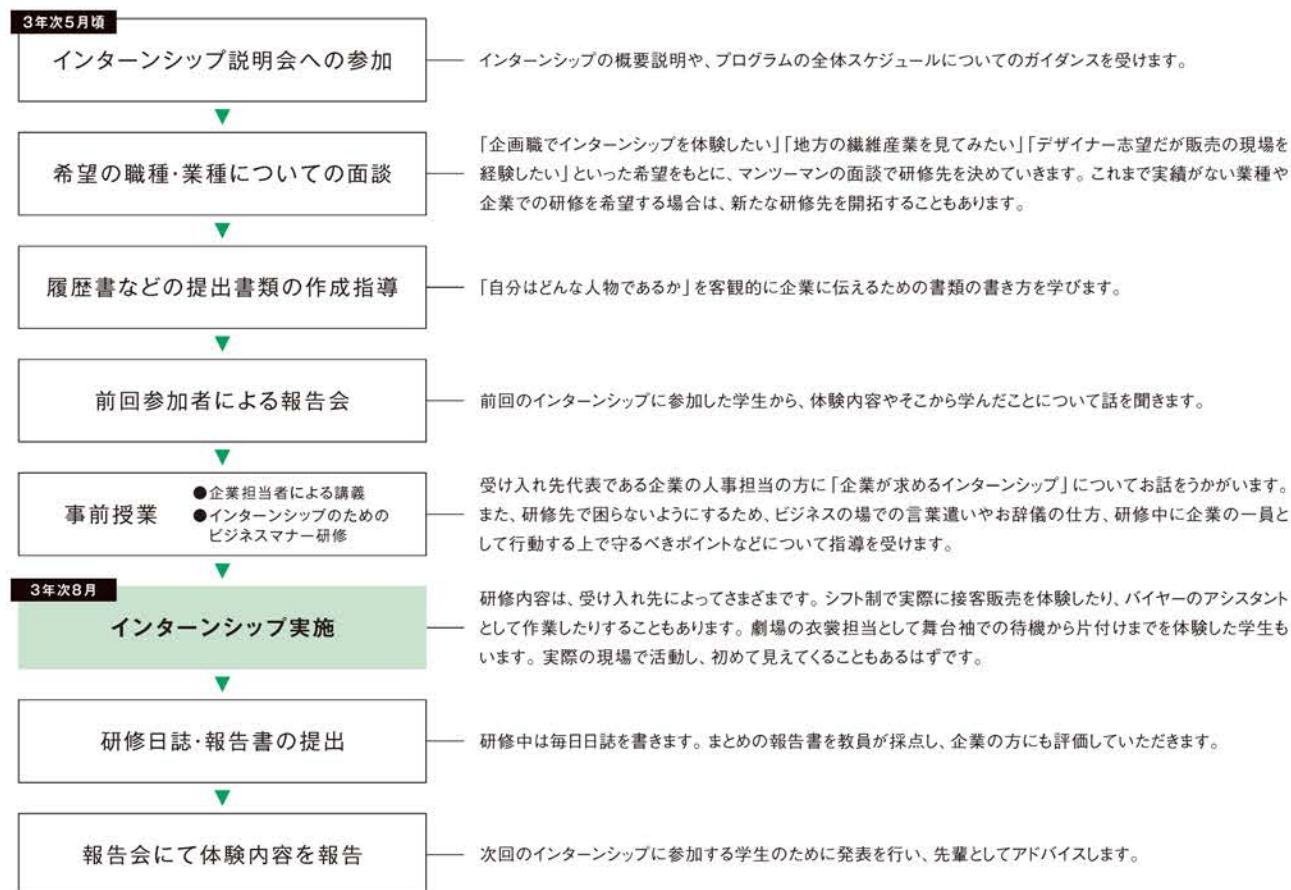 3年次5月頃
インターンシップ説明会への参加
インターンシップの概要説明や、プログラムの全体スケジュールについてのガイダンスを受けます。
▼
希望の職種・業種についての面談
「企画職でインターンシップを体験したい」「地方の繊維産業を見てみたい」「デザイナー志望だが販売の現場を
経験したい」といった希望をもとに、マンツーマンの面談で研修先を決めていきます。これまで実績がない業種や
企業での研修を希望する場合は、新たな研修先を開拓することもあります。
▼
履歴書などの提出書類の作成指導
「自分はどんな人物であるか」を客観的に企業に伝えるための書類の書き方を学びます。
▼
前回参加者による報告会
前回のインターンシップに参加した学生から、体験内容やそこから学んだことについて話を聞きます。
▼
事前授業
●企業担当者による講義
●インターンシップのための
ビジネスマナー研修
受け入れ先代表である企業の人事担当の方に「企業が求めるインターンシップ」についてお話をうかがいます。
また、研修先で困らないようにするため、ビジネスの場での言葉遣いやお辞儀の仕方、研修中に企業の一員と
して行動する上で守るべきポイントなどについて指導を受けます。
▼
3年次8月
インターンシップ実施
研修内容は、受け入れ先によってさまざまです。シフト制で実際に接客販売を体験したり、バイヤーのアシスタント
として作業したりすることもあります。劇場の衣裳担当として舞台袖での待機から片付けまでを体験した学生も
います。実際の現場で活動し、初めて見えてくることもあるはずです。
▼
研修日誌・報告書の提出
研修中は毎日日誌を書きます。まとめの報告書を教員が採点し、企業の方にも評価していただきます。
▼
報告会にて体験内容を報告
次回のインターンシップに参加する学生のために発表を行い、先輩としてアドバイスします。